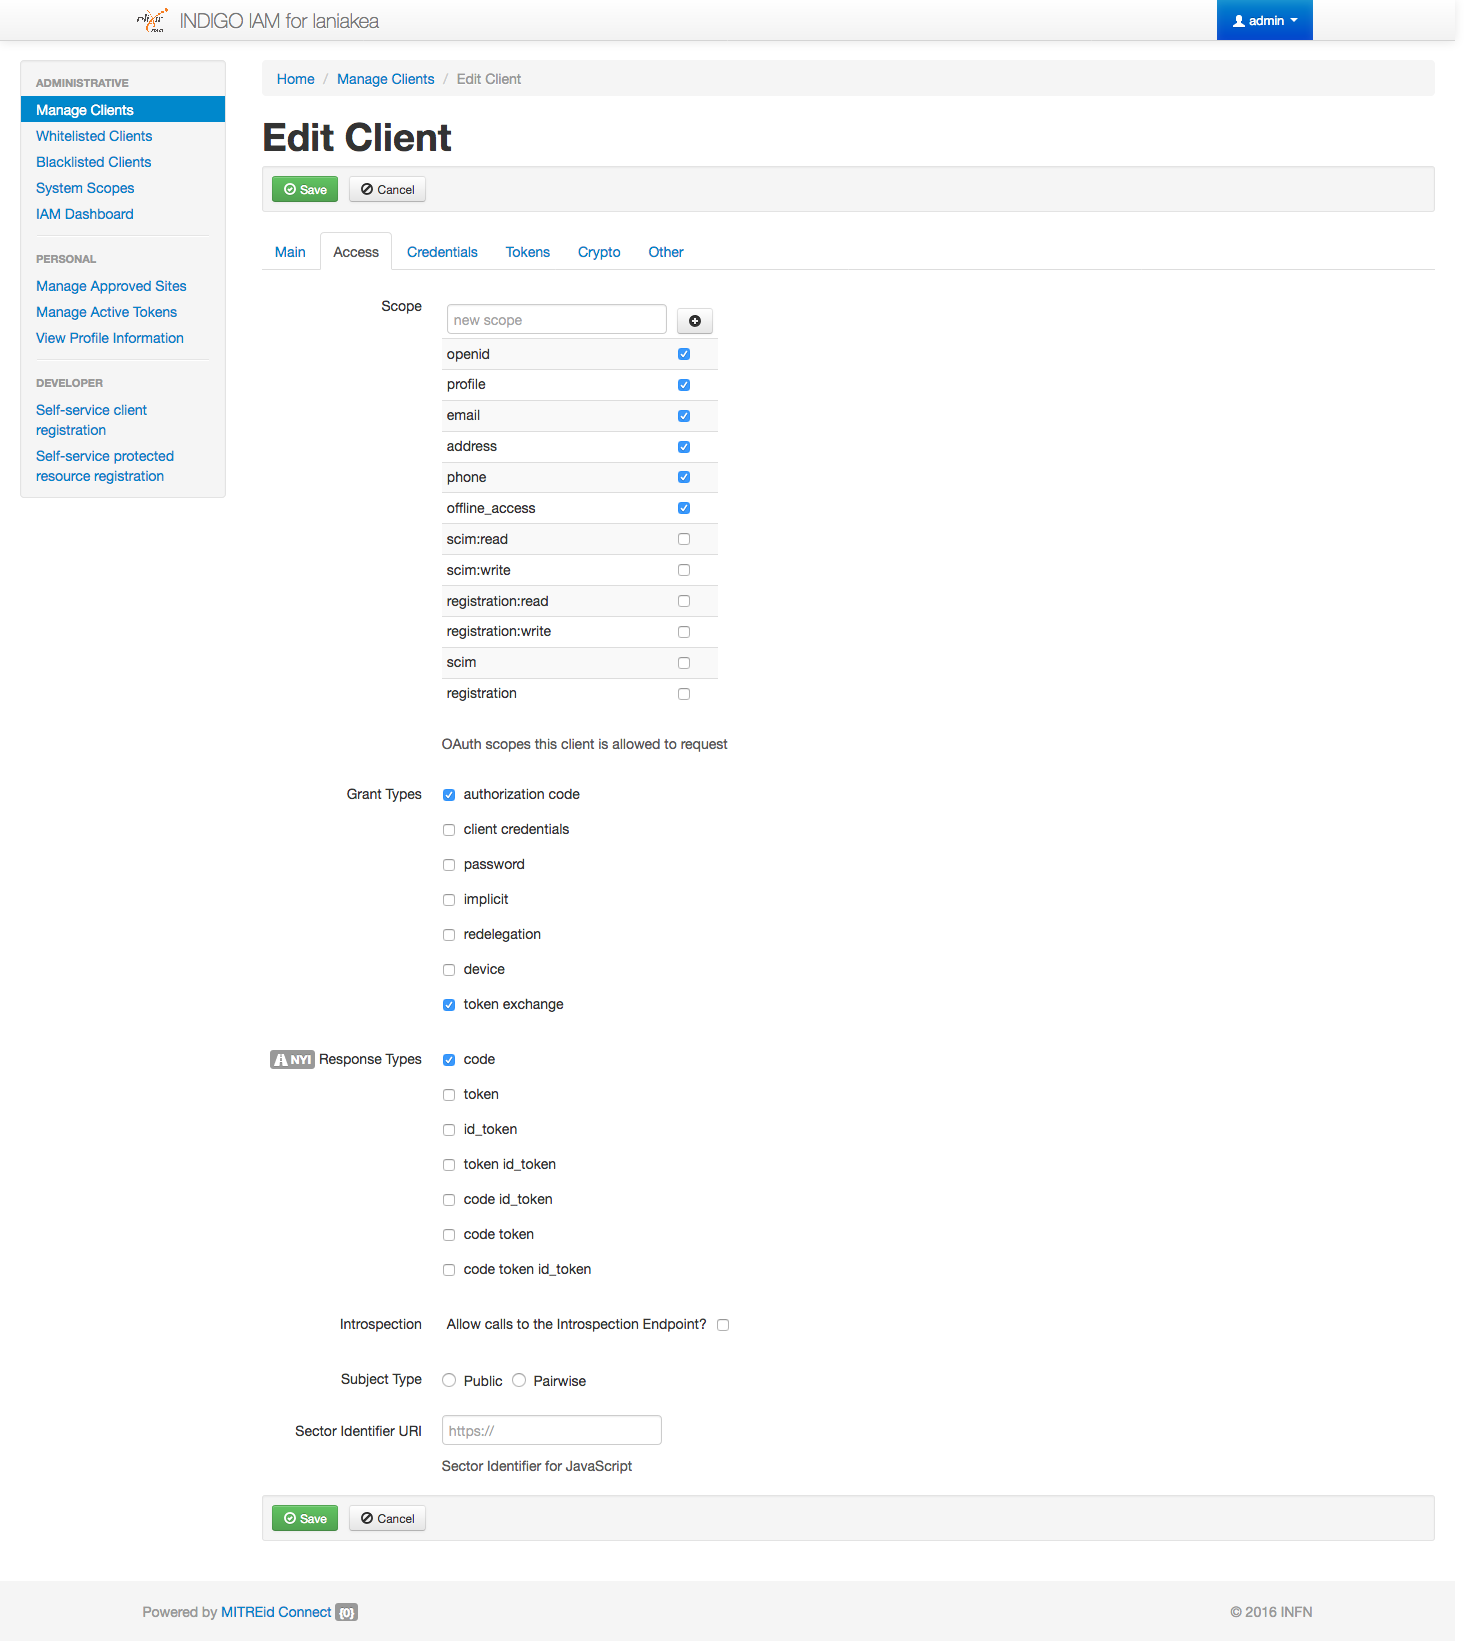 elixir
INDIGO IAM for laniakea
admin
ADMINISTRATIVE
Manage Clients
Whitelisted Clients
Blacklisted Clients
System Scopes
IAM Dashboard
PERSONAL
Manage Approved Sites
Manage Active Tokens
View Profile Information
DEVELOPER
Self-service client
registration
Self-service protected
resource registration
Home / Manage Clients / Edit Client
Edit Client
Save Cancel
Main Access Credentials Tokens Crypto Other
Scope
new scope
openid
profile
email
address
phone
offline_access
scim:read
scim:write
registration:read
registration:write
scim
registration
OAuth scopes this client is allowed to request
Grant Types
authorization code
client credentials
password
implicit
redelegation
device
token exchange
NYI Response Types
code
token
id_token
token id_token
code id_token
code token
code token id_token
Introspection Allow calls to the Introspection Endpoint?
Subject Type Public Pairwise
Sector Identifier URI https://
Sector Identifier for JavaScript
Save Cancel
Powered by MITREid Connect {0}
© 2016 INFN